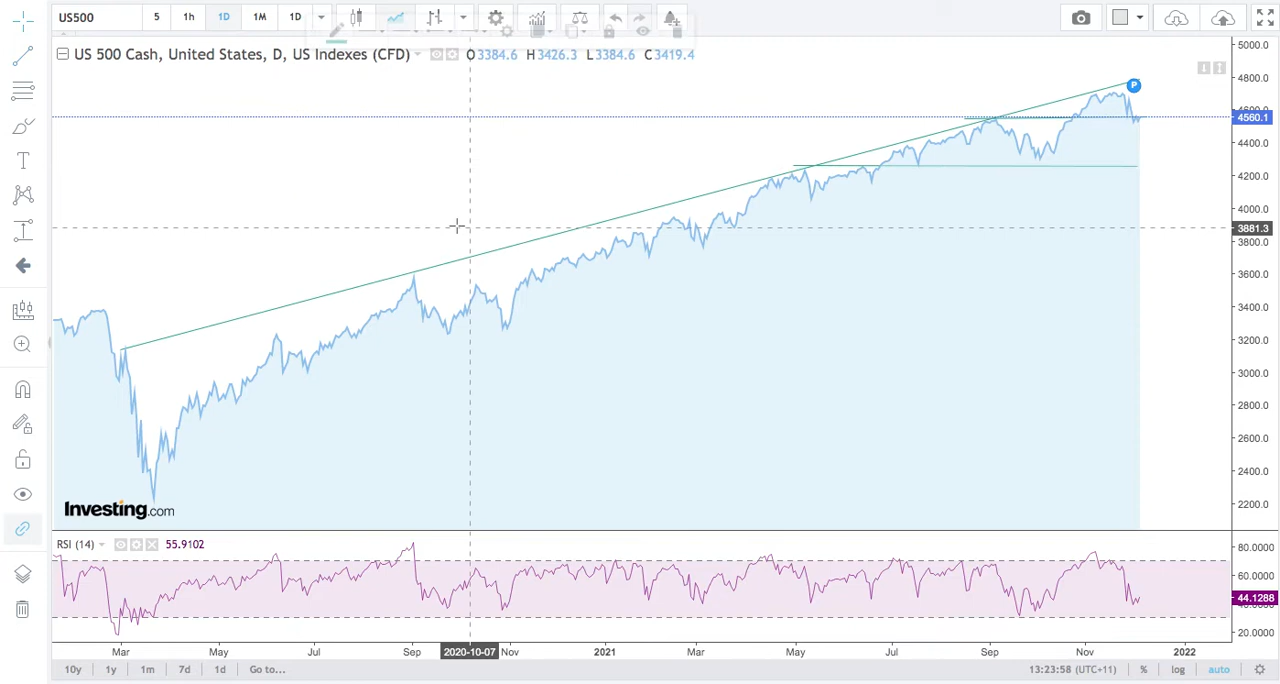 US500 5 1h 1D 1M 1D
US 500 Cash, United States, D, US Indexes (CFD) O3384.6 H3426.3 L3384.6 C3419.4
5000.0
4800.0
4600.0
4560.1
4400.0
4200.0
4000.0
3881.3
3800.0
3600.0
3400.0
3200.0
3000.0
2800.0
2600.0
2400.0
2200.0
P
T
Investing.com
RSI (14) 55.9102
80.0000
60.0000
44.1288
40.0000
20.0000
Mar May Jul Sep 2020-10-07 Nov 2021 Mar May Jul Sep Nov 2022
10y 1y 1m 7d 1d Go to... 13:23:58 (UTC+11) % log auto